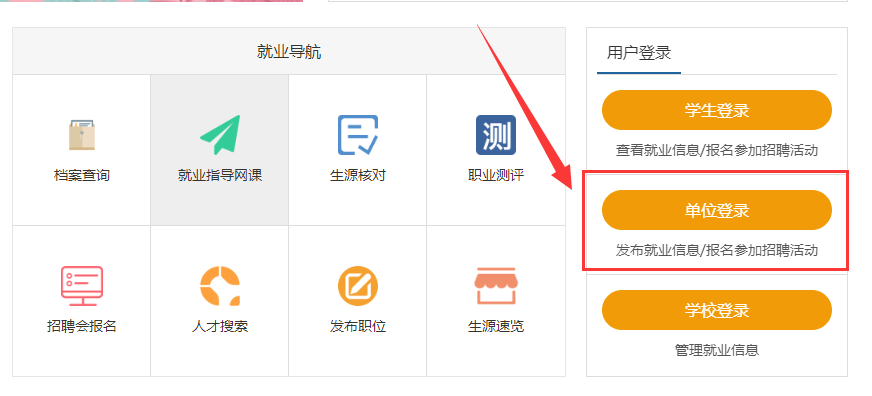 就业导航
档案查询
就业指导网课
生源核对
测
职业测评
招聘会报名
人才搜索
发布职位
生源速览
用户登录
学生登录
查看就业信息/报名参加招聘活动
单位登录
发布就业信息/报名参加招聘活动
学校登录
管理就业信息